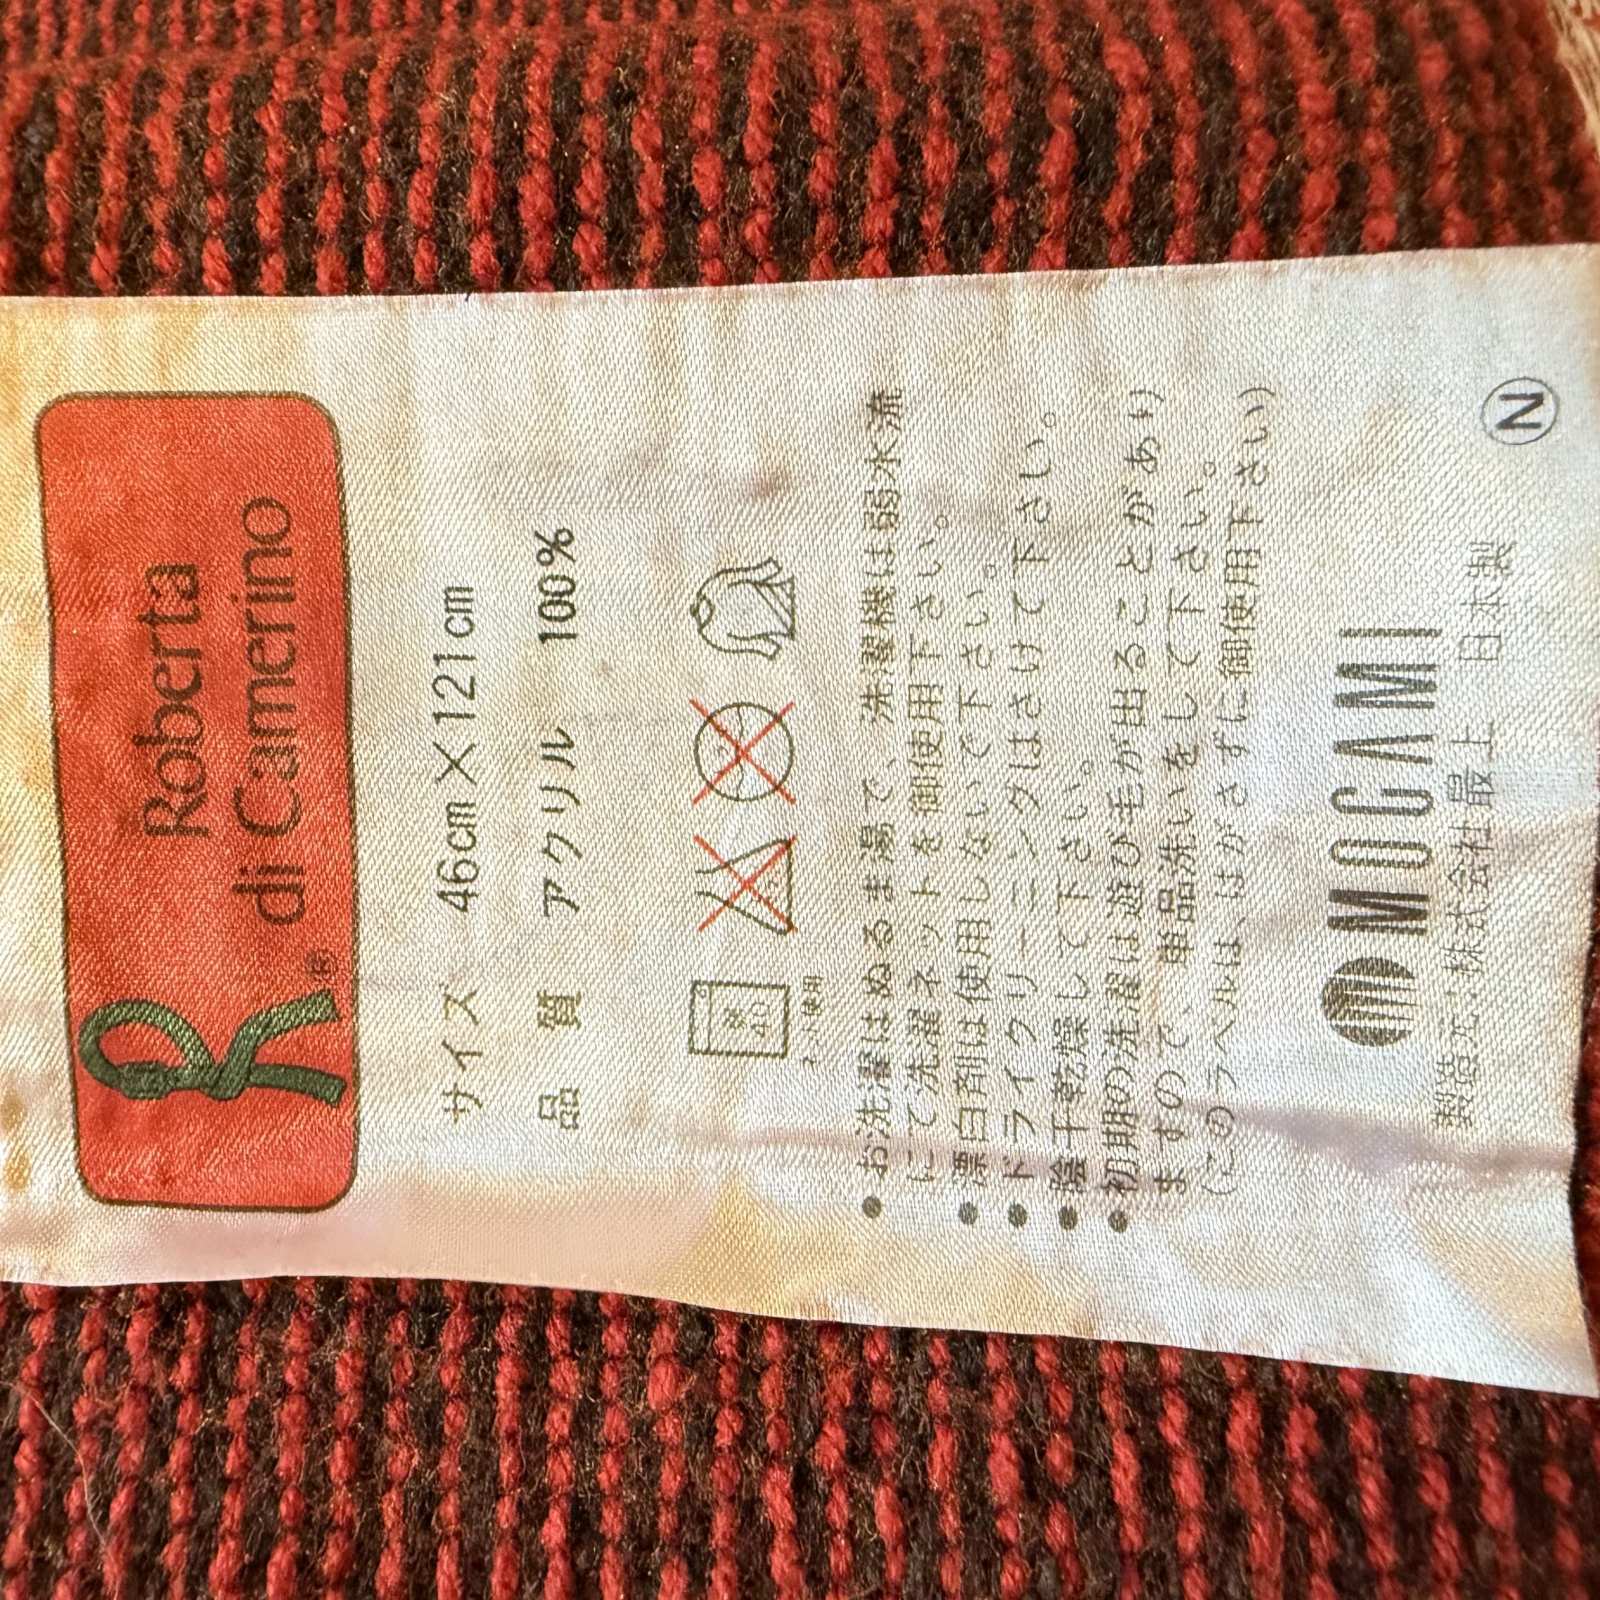 R®
Roberta
di Camerino
サイズ 46cm×121cm
品質 アクリル 100%
40
ネット使用
●お洗濯はぬるま湯で、洗濯機は弱水流
にて洗濯ネットを御使用下さい。
●漂白剤は使用しないで下さい。
●ドライクリーニングはさけて下さい。
●陰干乾燥して下さい。
●初期の洗濯は遊び毛が出ることがあり
ますので、単品洗いをして下さい。
(このラベルは、はがさずに御使用下さい)
MOGAMI
製造元:株式会社最上 日本製
N